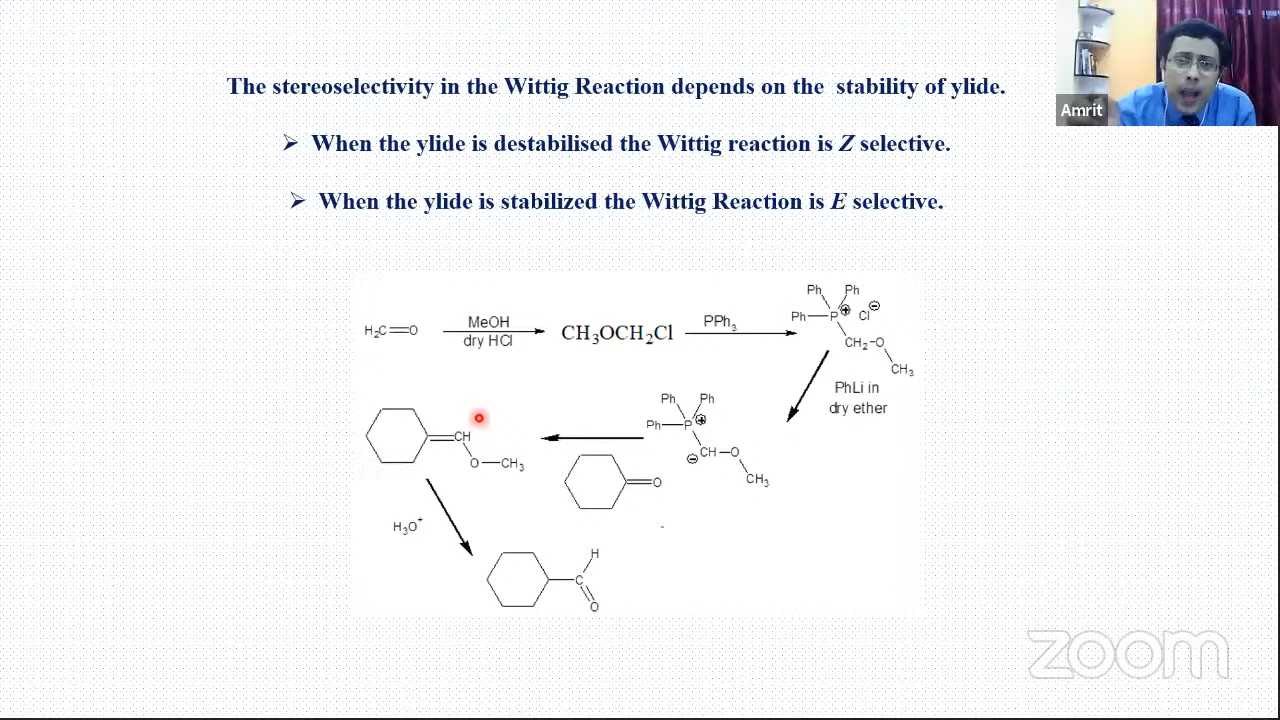 The stereoselectivity in the Wittig Reaction depends on the stability of ylide.
Amrit
➢ When the ylide is destabilised the Wittig reaction is Z selective.
➢ When the ylide is stabilized the Wittig Reaction is E selective.
Ph Ph
Ph P ⊕ Cl ⊖
H₂C=O MeOH CH₃OCH₂Cl PPh₃
dry HCl
CH₂-O
CH₃
PhLi in
dry ether
Ph Ph
Ph P ⊕
⊖ CH-O
CH₃
O
CH
O-CH₃
H₃O⁺
H
C
O
zoom